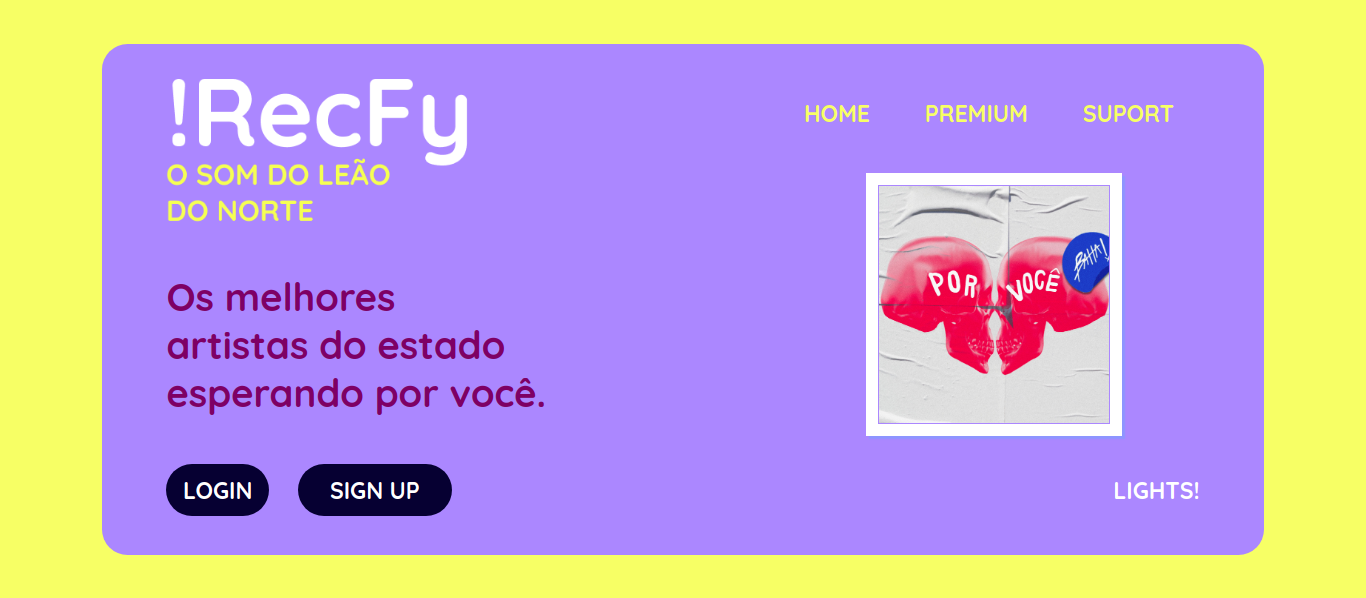 !RecFy
O SOM DO LEÃO
DO NORTE
HOME PREMIUM SUPORT
Os melhores
artistas do estado
esperando por você.
POR VOCÊ
BAHA!
LOGIN SIGN UP
LIGHTS!